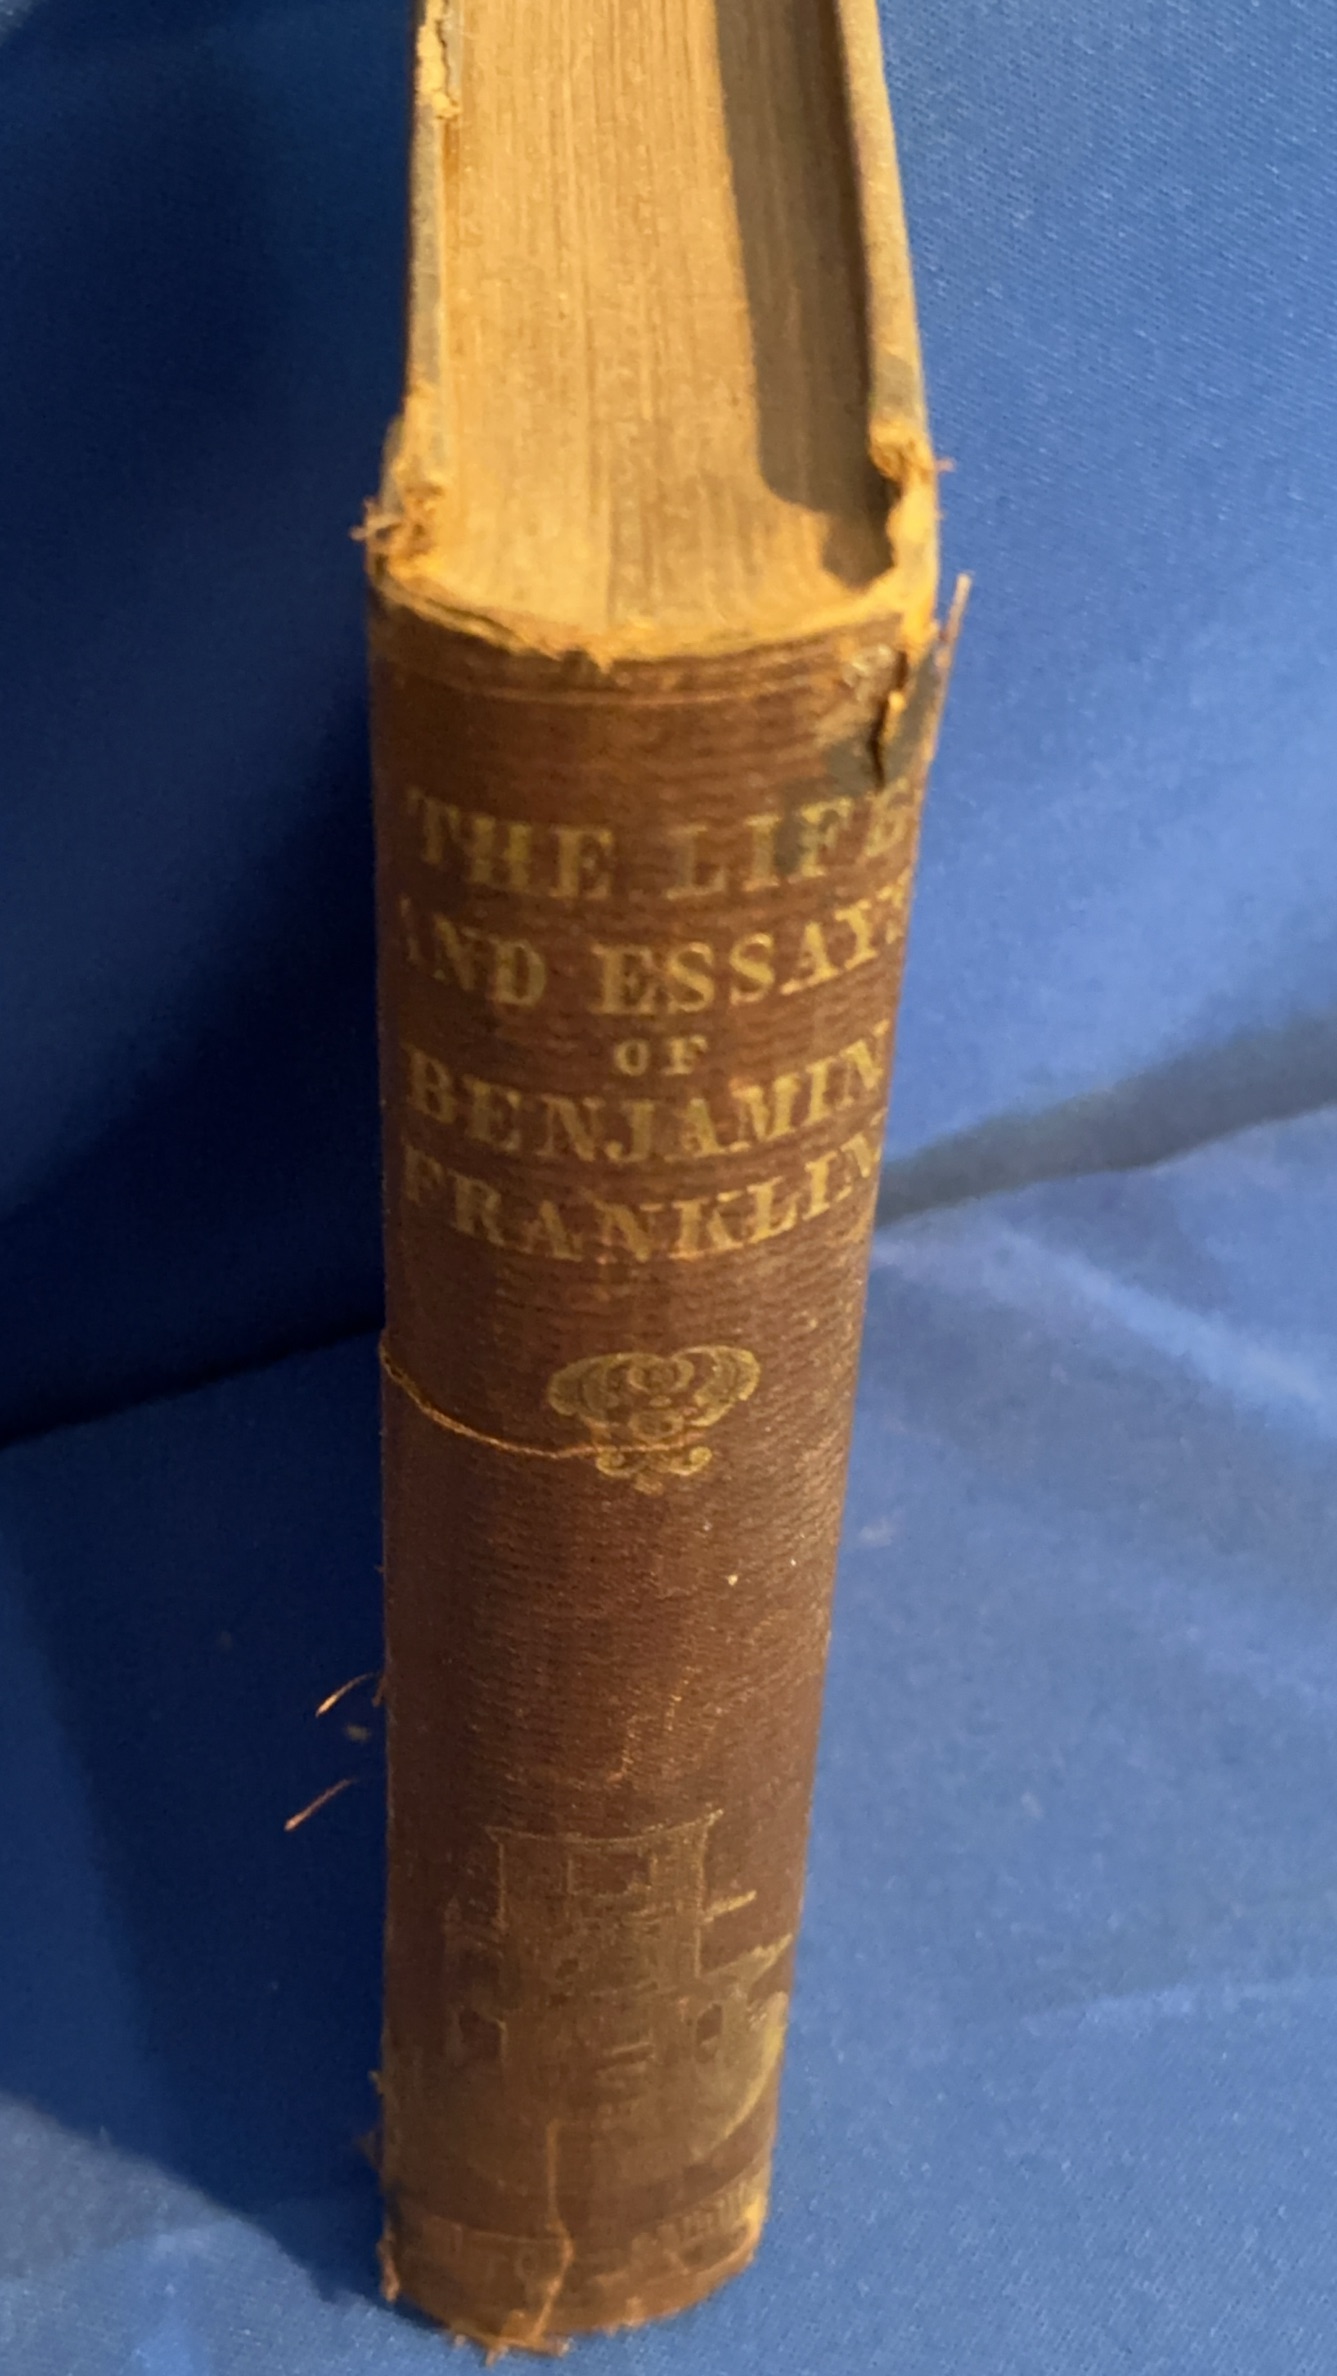 THE LIFE
AND ESSAYS
OF
BENJAMIN
FRANKLIN